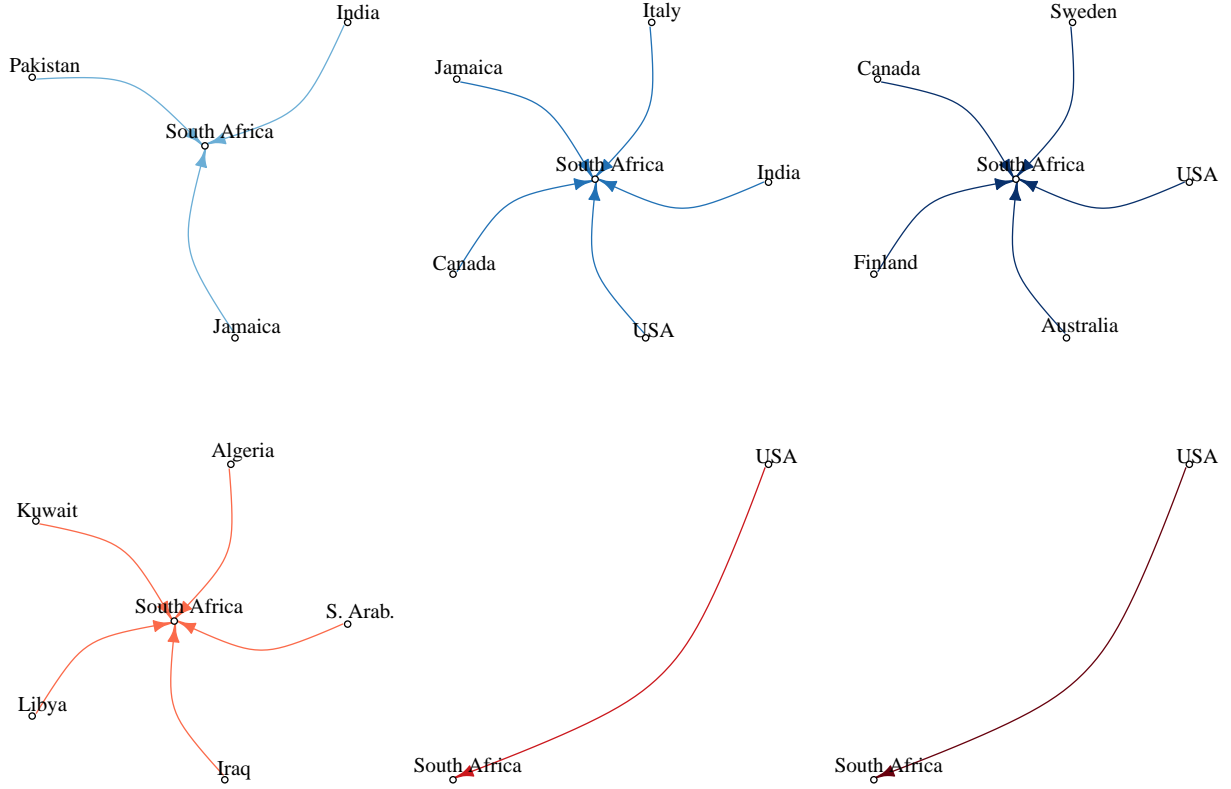 India
Pakistan
South Africa
Jamaica
Italy
Jamaica
South Africa
India
Canada
USA
Sweden
Canada
South Africa
USA
Finland
Australia
Algeria
Kuwait
South Africa
S. Arab.
Libya
Iraq
USA
South Africa
USA
South Africa